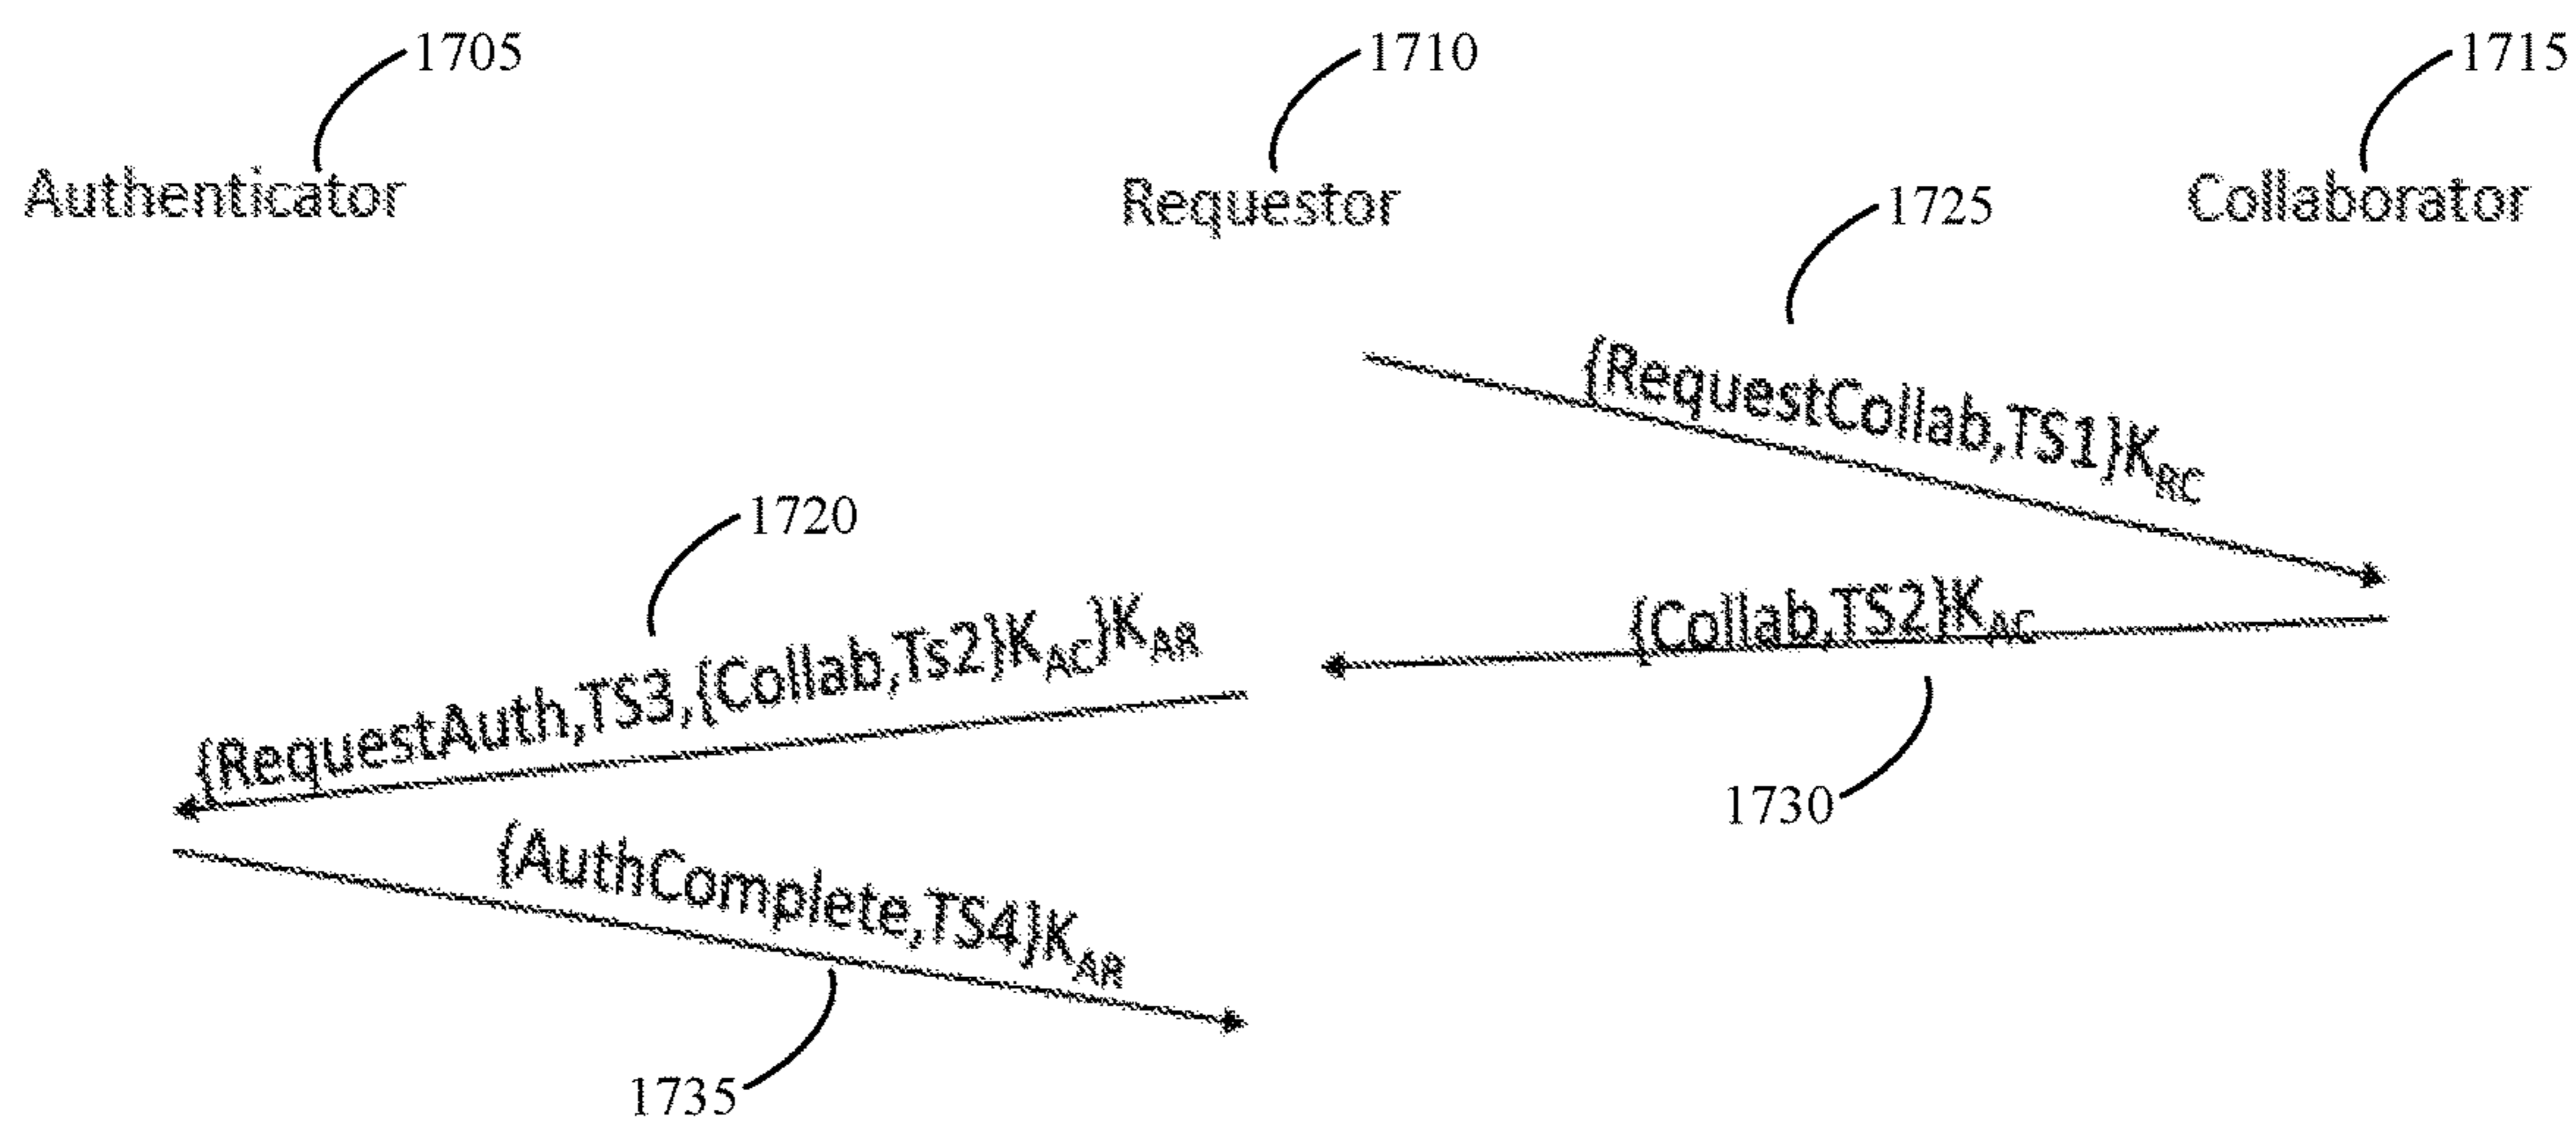 1705
1710
1715
Authenticator
Requestor
Collaborator
1725
{RequestCollab,TS1}K_RC
1720
{Collab,TS2}K_AC
{RequestAuth,TS3,{Collab,Ts2}K_AC}K_AR
1730
{AuthComplete,TS4}K_AR
1735